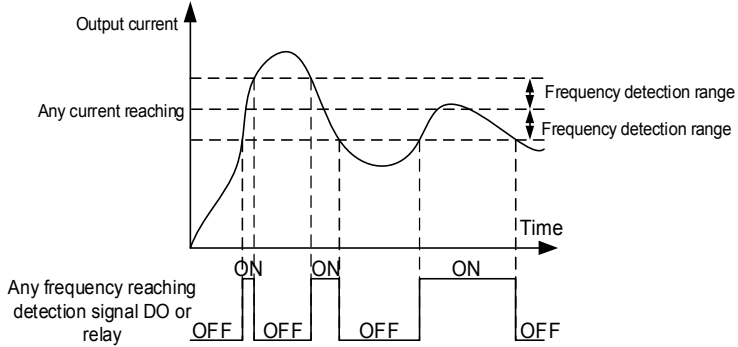 Output current
Frequency detection range
Any current reaching
Frequency detection range
Time
ON ON ON
Any frequency reaching
detection signal DO or
relay
OFF OFF OFF OFF